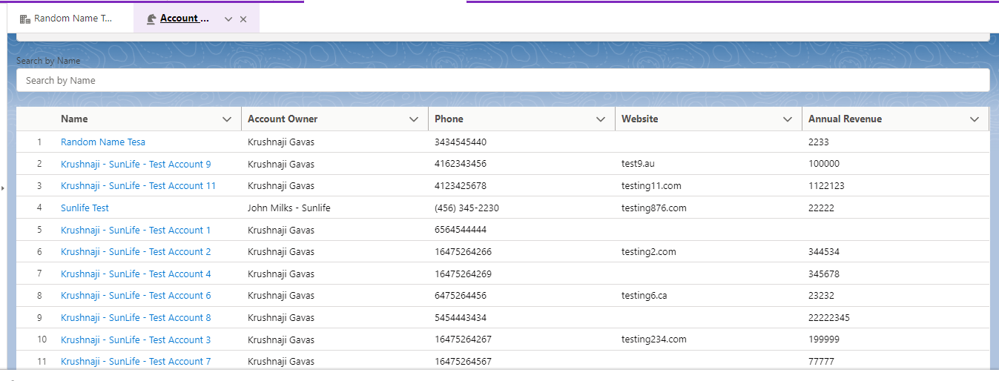 Random Name T... Account ...
Search by Name
Search by Name
Name Account Owner Phone Website Annual Revenue
1 Random Name Tesa Krushnaji Gavas 3434545440 2233
2 Krushnaji - SunLife - Test Account 9 Krushnaji Gavas 4162343456 test9.au 100000
3 Krushnaji - SunLife - Test Account 11 Krushnaji Gavas 4123425678 testing11.com 1122123
4 Sunlife Test John Milks - Sunlife (456) 345-2230 testing876.com 22222
5 Krushnaji - SunLife - Test Account 1 Krushnaji Gavas 6564544444
6 Krushnaji - SunLife - Test Account 2 Krushnaji Gavas 16475264266 testing2.com 344534
7 Krushnaji - SunLife - Test Account 4 Krushnaji Gavas 16475264269 345678
8 Krushnaji - SunLife - Test Account 6 Krushnaji Gavas 6475264456 testing6.ca 23232
9 Krushnaji - SunLife - Test Account 8 Krushnaji Gavas 5454443434 22222345
10 Krushnaji - SunLife - Test Account 3 Krushnaji Gavas 16475264267 testing234.com 199999
11 Krushnaji - SunLife - Test Account 7 Krushnaji Gavas 16475264567 77777